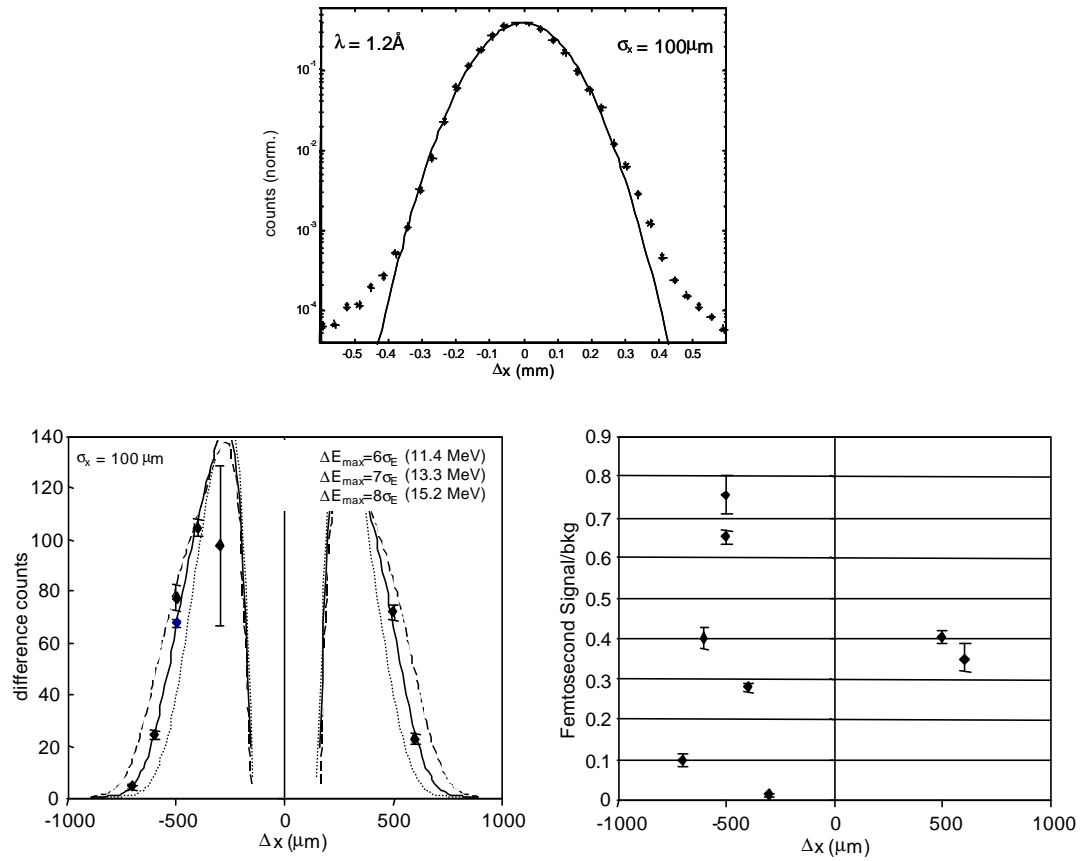 λ = 1.2Å
σx = 100μm
counts (norm.)
10-1
10-2
10-3
10-4
-0.5 -0.4 -0.3 -0.2 -0.1 0 0.1 0.2 0.3 0.4 0.5
Δx (mm)
σx = 100 μm
ΔEmax=6σE (11.4 MeV)
ΔEmax=7σE (13.3 MeV)
ΔEmax=8σE (15.2 MeV)
difference counts
140
120
100
80
60
40
20
0
-1000 -500 0 500 1000
Δx (μm)
Femtosecond Signal/bkg
0.9
0.8
0.7
0.6
0.5
0.4
0.3
0.2
0.1
0
-1000 -500 0 500 1000
Δx (μm)